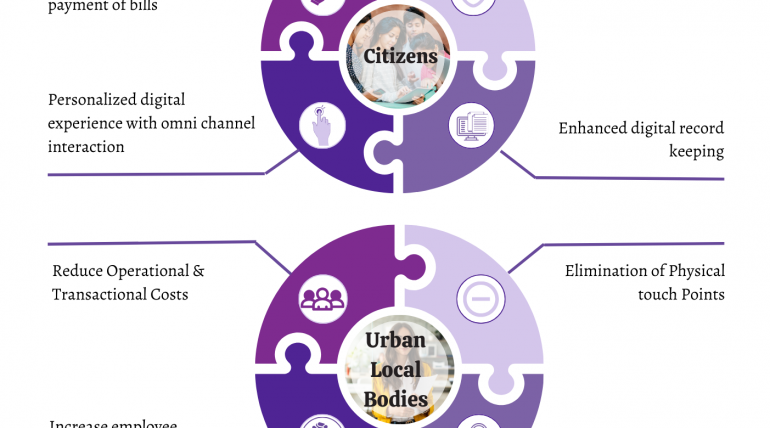 payment of bills
Citizens
Personalized digital
experience with omni channel
interaction
Enhanced digital record
keeping
Reduce Operational &
Transactional Costs
Elimination of Physical
touch Points
Urban
Local
Bodies
Increase employee